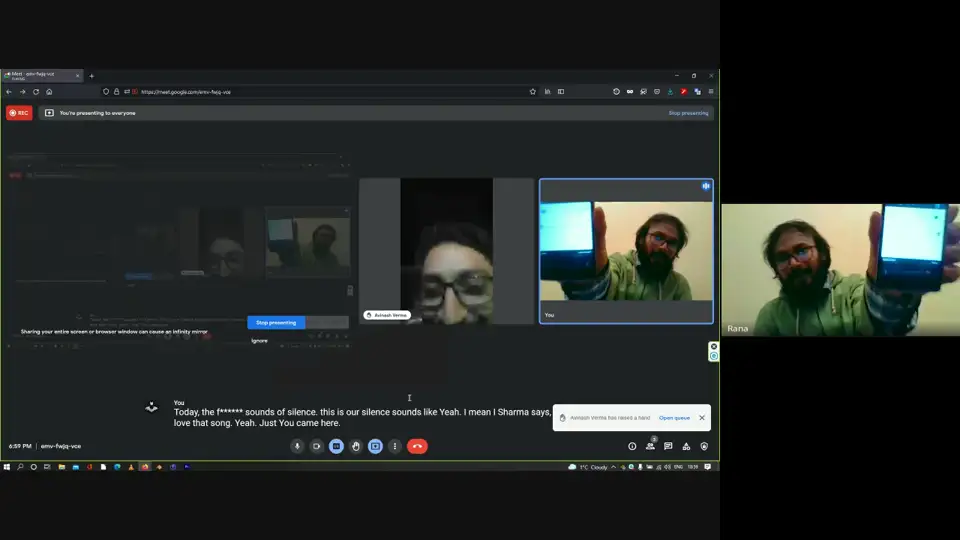 Meet - emv-fwjq-vce
https://meet.google.com/emv-fwjq-vce
REC
You're presenting to everyone
Stop presenting
Stop presenting
Sharing your entire screen or browser window can cause an infinity mirror
Ignore
Avinash Verma
You
Rana
You
Today, the f****** sounds of silence. this is our silence sounds like Yeah. I mean I Sharma says,
love that song. Yeah. Just You came here.
Avinash Verma has raised a hand
Open queue
6:59 PM | emv-fwjq-vce
1°C Cloudy
ENG